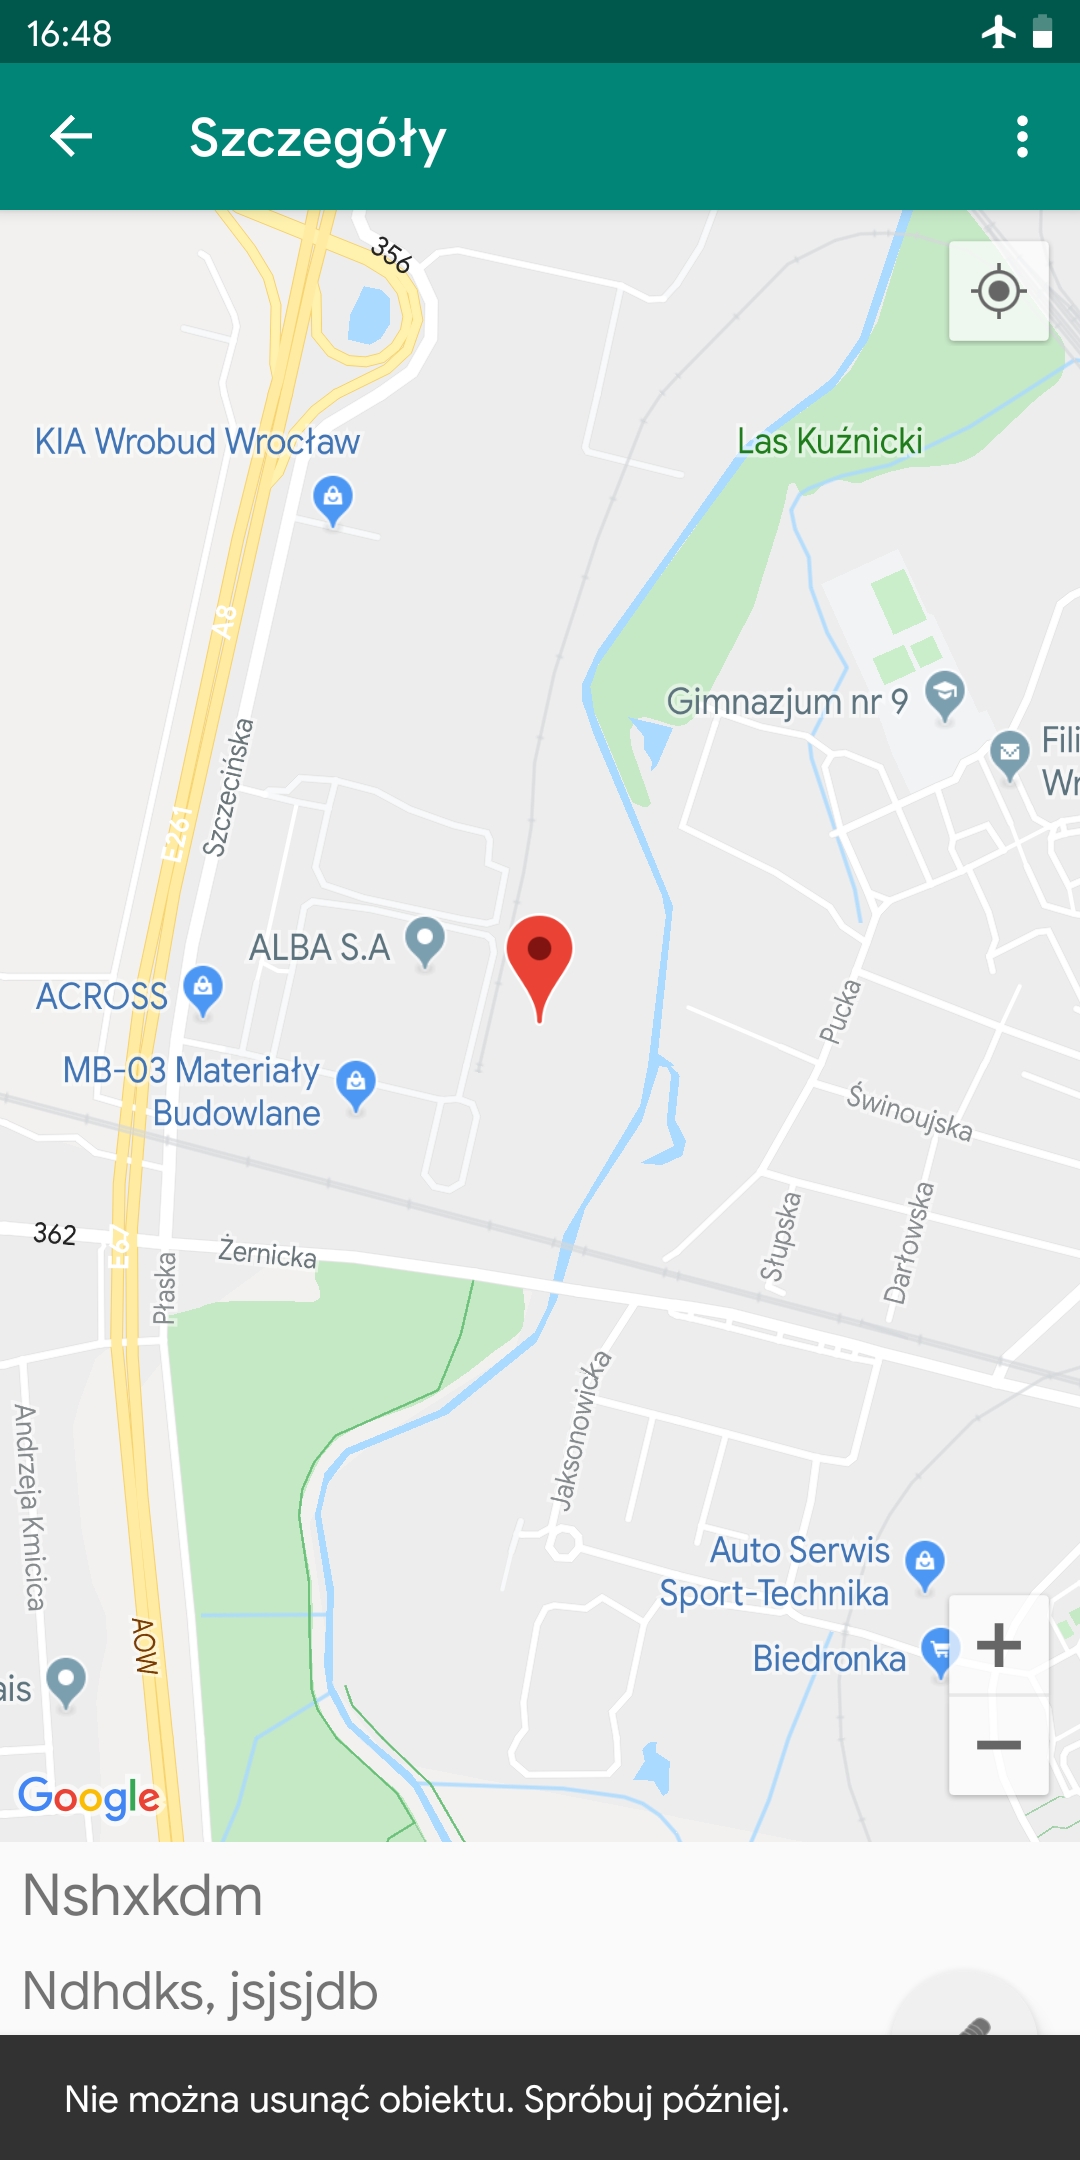 16:48
Szczegóły
356
KIA Wrobud Wrocław
Las Kuźnicki
A8
Gimnazjum nr 9
Fili
Wr
Szczecińska
E261
ALBA S.A
ACROSS
Pucka
MB-03 Materiały
Budowlane
Świnoujska
362
E67
Żernicka
Płaska
Słupska
Darłowska
Jaksonowicka
Andrzeja Kmicica
Auto Serwis
Sport-Technika
AOW
Biedronka
ais
Google
Nshxkdm
Ndhdks, jsjsjdb
Nie można usunąć obiektu. Spróbuj później.